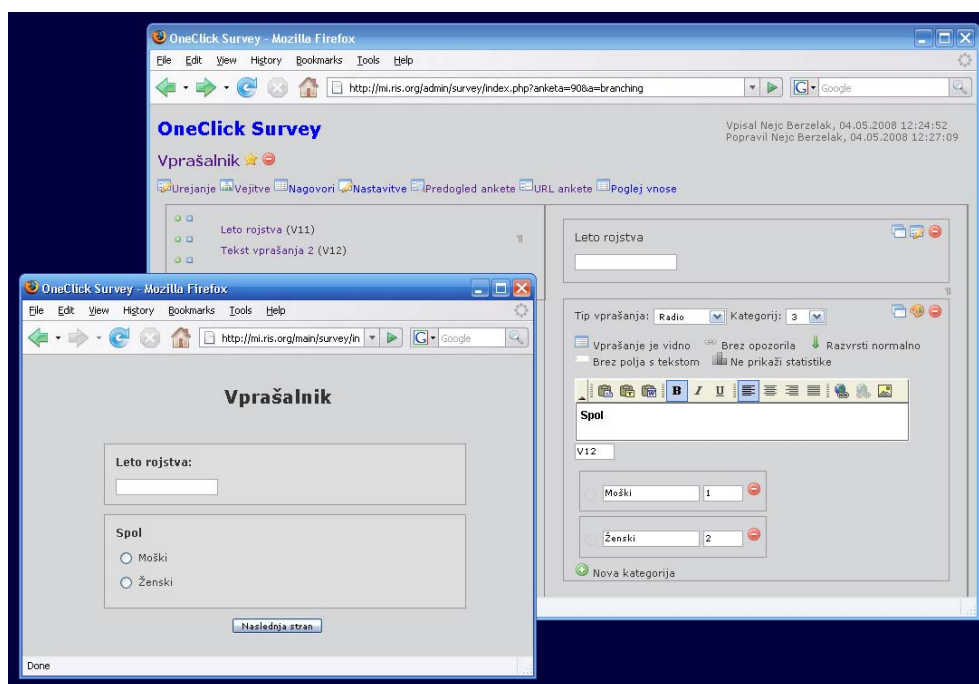 OneClick Survey - Mozilla Firefox
File Edit View History Bookmarks Tools Help
http://mi.ris.org/admin/survey/index.php?anketa=90&a=branching
Google
OneClick Survey
Vpisal Nejc Berzelak, 04.05.2008 12:24:52
Popravil Nejc Berzelak, 04.05.2008 12:27:09
Vprašalnik
Urejanje Vejitve Nagovori Nastavitve Predogled ankete URL ankete Poglej vnose
Leto rojstva (V11)
Tekst vprašanja 2 (V12)
Leto rojstva
Tip vprašanja: Radio Kategorij: 3
Vprašanje je vidno Brez opozorila Razvrsti normalno
Brez polja s tekstom Ne prikaži statistike
B I U
Spol
V12
Moški 1
Ženski 2
Nova kategorija
OneClick Survey - Mozilla Firefox
File Edit View History Bookmarks Tools Help
http://mi.ris.org/main/survey/in
Google
Vprašalnik
Leto rojstva:
Spol
Moški
Ženski
Naslednja stran
Done